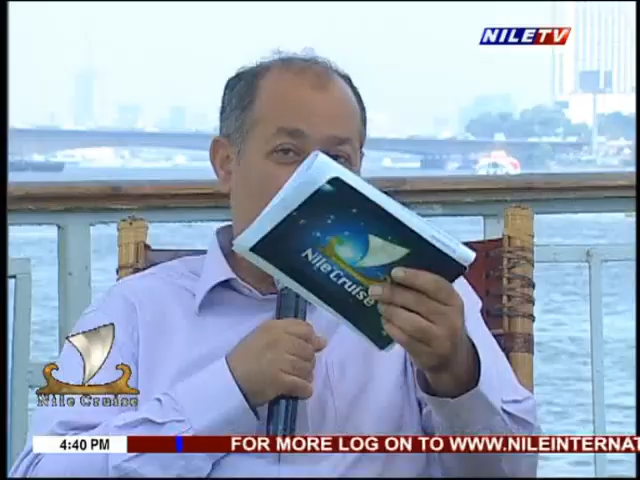 NILETV
Nile Cruise
Nile Cruise
4:40 PM
FOR MORE LOG ON TO WWW.NILEINTERNAT